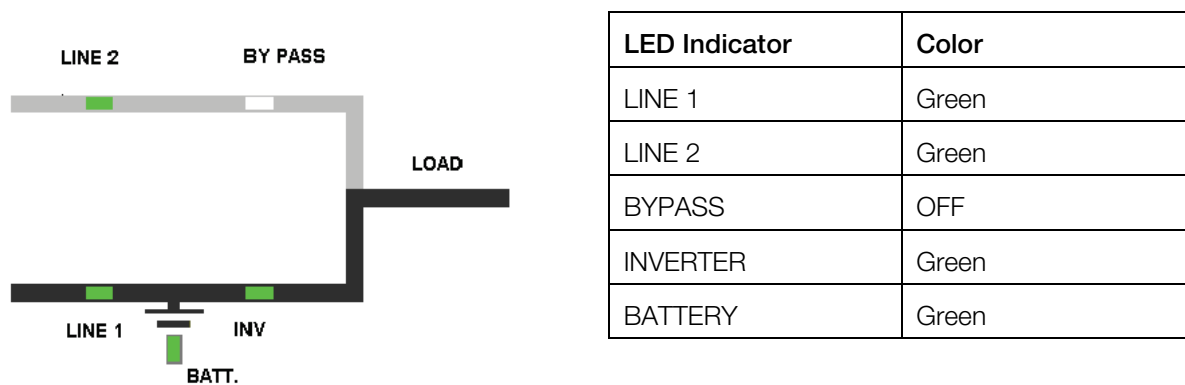 LINE 2
BY PASS
LOAD
LINE 1
INV
BATT.
LED Indicator Color
LINE 1 Green
LINE 2 Green
BYPASS OFF
INVERTER Green
BATTERY Green